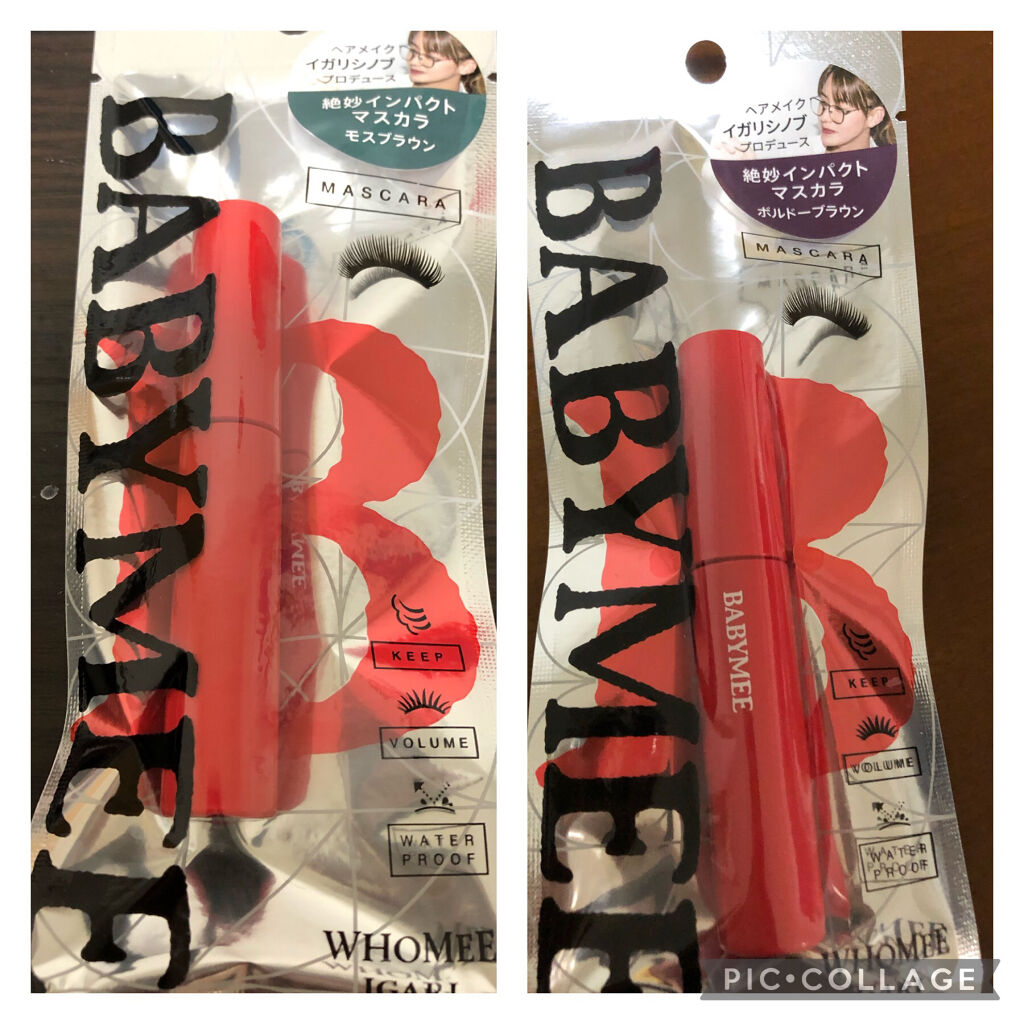 ヘアメイク
イガリシノブ
プロデュース
絶妙インパクト
マスカラ
モスブラウン
MASCARA
BABYMEE
KEEP
VOLUME
WATER
PROOF
WHOMEE
IGARI
ヘアメイク
イガリシノブ
プロデュース
絶妙インパクト
マスカラ
ボルドーブラウン
MASCARA
BABYMEE
BABYMEE
KEEP
VOLUME
WATER
PROOF
WHOMEE
PIC•COLLAGE